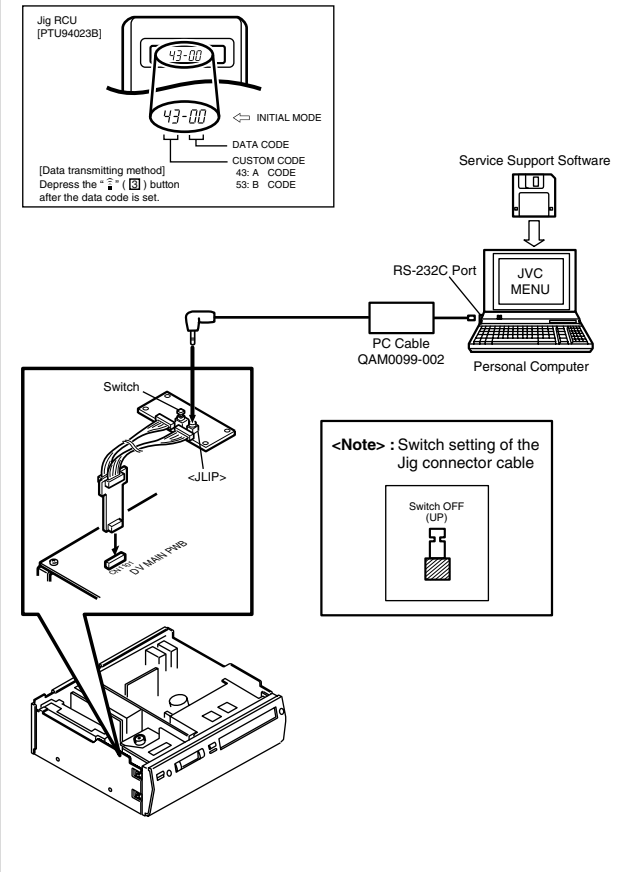 Jig RCU
[PTU94023B]
43-00
43-00
INITIAL MODE
DATA CODE
CUSTOM CODE
43: A CODE
53: B CODE
[Data transmitting method]
Depress the “ ” ( 3 ) button
after the data code is set.
Service Support Software
RS-232C Port
JVC
MENU
PC Cable
QAM0099-002
Personal Computer
Switch
<JLIP>
CN1101
DV MAIN PWB
<Note> : Switch setting of the
Jig connector cable
Switch OFF
(UP)